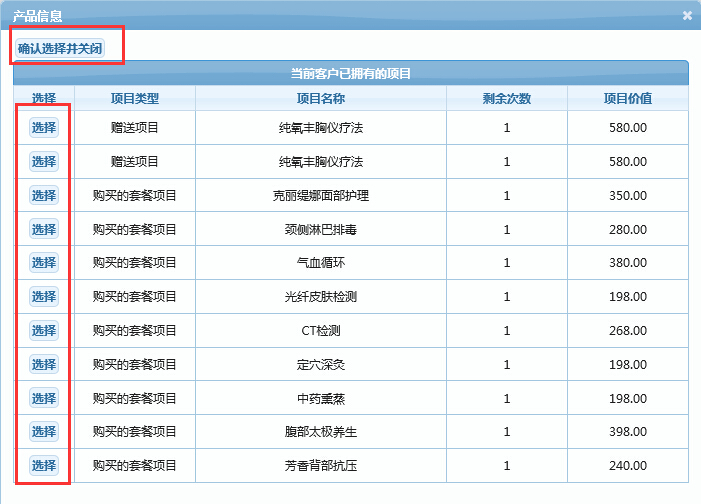 产品信息
确认选择并关闭
当前客户已拥有的项目
选择 项目类型 项目名称 剩余次数 项目价值
选择 赠送项目 纯氧丰胸仪疗法 1 580.00
选择 赠送项目 纯氧丰胸仪疗法 1 580.00
选择 购买的套餐项目 克丽缇娜面部护理 1 350.00
选择 购买的套餐项目 颈侧淋巴排毒 1 280.00
选择 购买的套餐项目 气血循环 1 380.00
选择 购买的套餐项目 光纤皮肤检测 1 198.00
选择 购买的套餐项目 CT检测 1 268.00
选择 购买的套餐项目 定穴深灸 1 198.00
选择 购买的套餐项目 中药熏蒸 1 198.00
选择 购买的套餐项目 腹部太极养生 1 398.00
选择 购买的套餐项目 芳香背部抗压 1 240.00